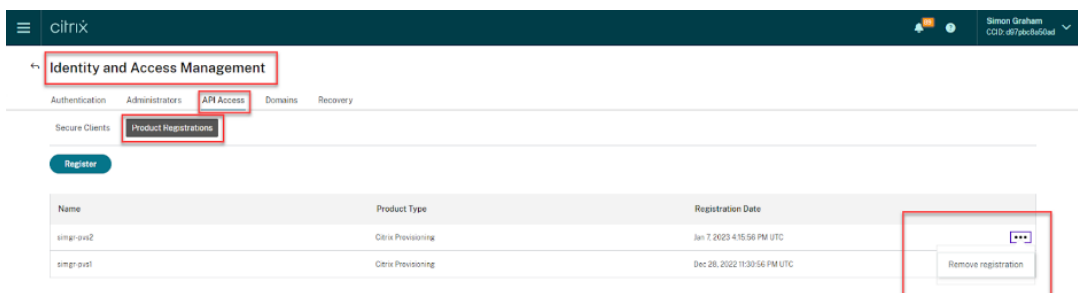 citrix
Simon Graham
CCID: d97pbc8a50ad
Identity and Access Management
Authentication Administrators API Access Domains Recovery
Secure Clients Product Registrations
Register
Name Product Type Registration Date
simgr-pvs2 Citrix Provisioning Jan 7, 2023 4:15:56 PM UTC
simgr-pvs1 Citrix Provisioning Dec 28, 2022 11:30:56 PM UTC
Remove registration